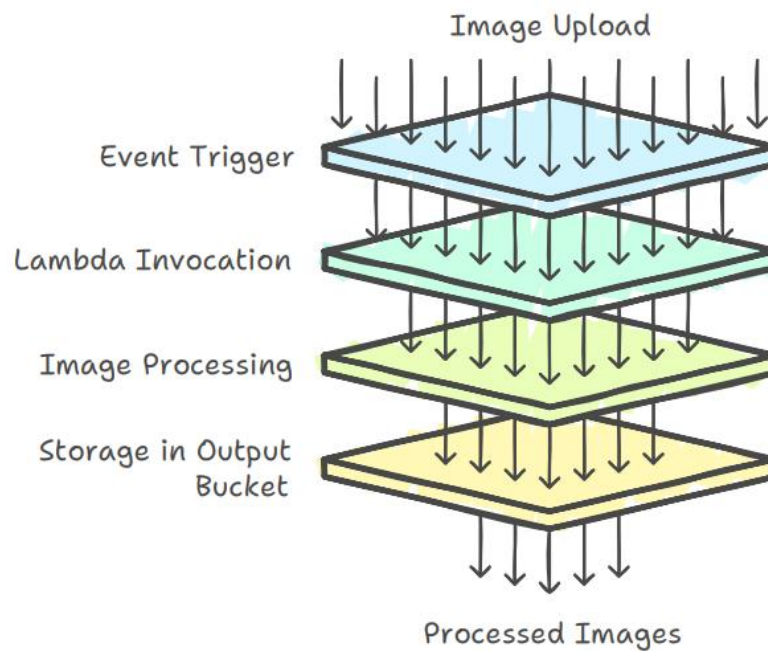 Image Upload
Event Trigger
Lambda Invocation
Image Processing
Storage in Output
Bucket
Processed Images